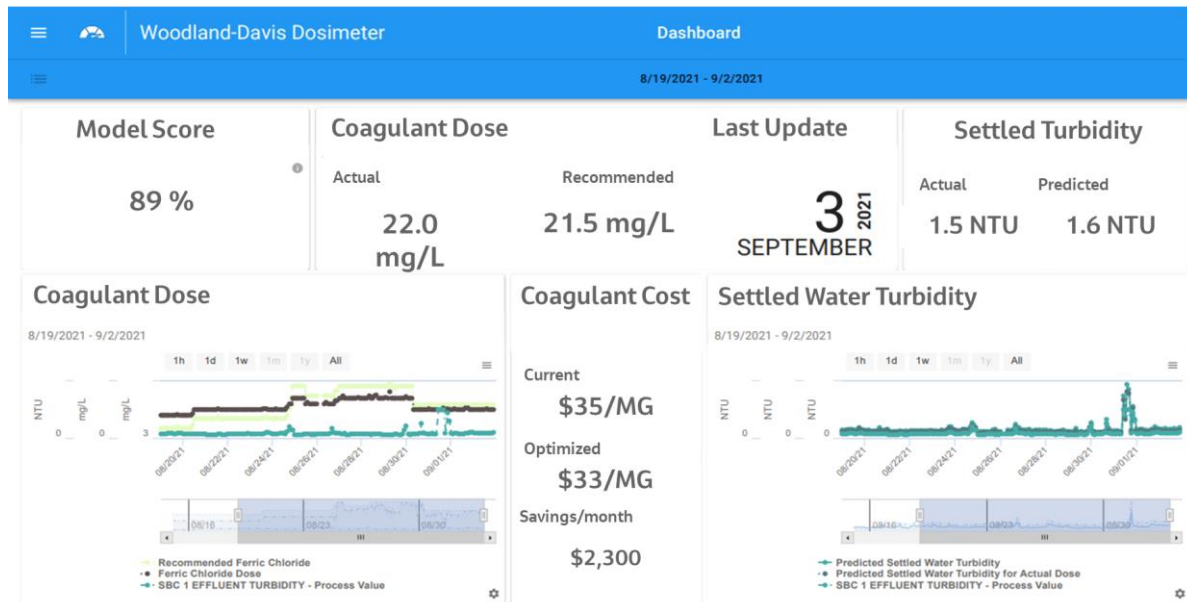 Woodland-Davis Dosimeter
Dashboard
8/19/2021 - 9/2/2021
Model Score
89 %
Coagulant Dose
Actual
22.0
mg/L
Recommended
21.5 mg/L
Last Update
3
2021
SEPTEMBER
Settled Turbidity
Actual
1.5 NTU
Predicted
1.6 NTU
Coagulant Dose
8/19/2021 - 9/2/2021
1h 1d 1w 1m 1y All
NTU mg/L mg/L
0 0 3
08/20/21 08/22/21 08/24/21 08/26/21 08/28/21 08/30/21 09/01/21
08/16 08/23 08/30
Recommended Ferric Chloride
Ferric Chloride Dose
SBC 1 EFFLUENT TURBIDITY - Process Value
Coagulant Cost
Current
$35/MG
Optimized
$33/MG
Savings/month
$2,300
Settled Water Turbidity
8/19/2021 - 9/2/2021
1h 1d 1w 1m 1y All
NTU NTU NTU
0 0 0
08/20/21 08/22/21 08/24/21 08/26/21 08/28/21 08/30/21 09/01/21
08/16 08/23 08/30
Predicted Settled Water Turbidity
Predicted Settled Water Turbidity for Actual Dose
SBC 1 EFFLUENT TURBIDITY - Process Value